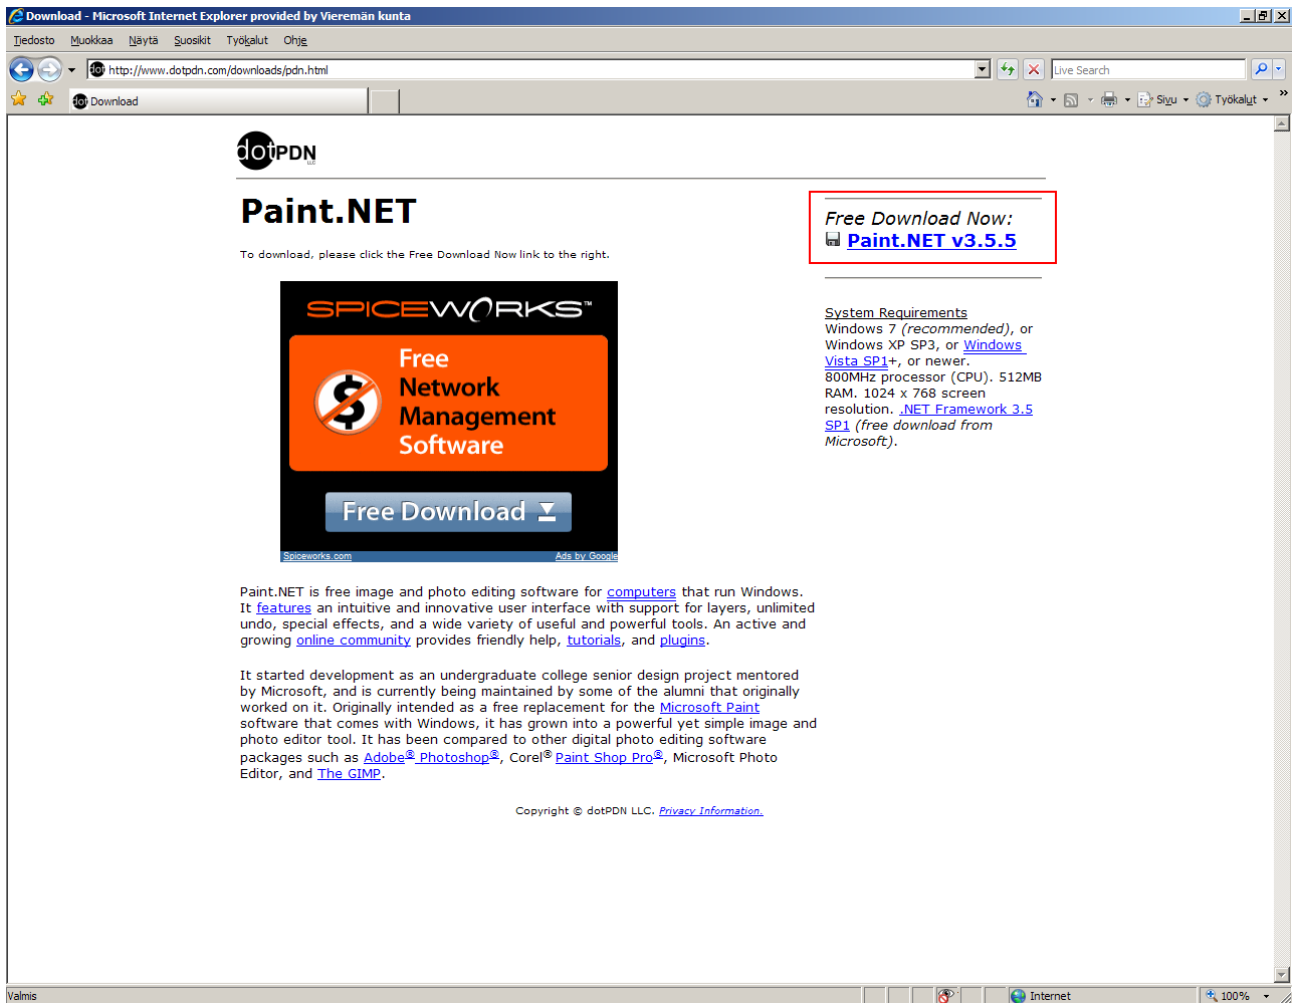 Download - Microsoft Internet Explorer provided by Vieremän kunta
Tiedosto Muokkaa Näytä Suosikit Työkalut Ohje
http://www.dotpdn.com/downloads/pdn.html
Live Search
Download
Sivu
Työkalut
dotPDN
LLC
Paint.NET
To download, please click the Free Download Now link to the right.
Free Download Now:
Paint.NET v3.5.5
SPICEWORKS™
Free
Network
Management
Software
Free Download
Spiceworks.com
Ads by Google
System Requirements
Windows 7 (recommended), or
Windows XP SP3, or Windows
Vista SP1+, or newer.
800MHz processor (CPU). 512MB
RAM. 1024 x 768 screen
resolution. .NET Framework 3.5
SP1 (free download from
Microsoft).
Paint.NET is free image and photo editing software for computers that run Windows.
It features an intuitive and innovative user interface with support for layers, unlimited
undo, special effects, and a wide variety of useful and powerful tools. An active and
growing online community provides friendly help, tutorials, and plugins.
It started development as an undergraduate college senior design project mentored
by Microsoft, and is currently being maintained by some of the alumni that originally
worked on it. Originally intended as a free replacement for the Microsoft Paint
software that comes with Windows, it has grown into a powerful yet simple image and
photo editor tool. It has been compared to other digital photo editing software
packages such as Adobe® Photoshop®, Corel® Paint Shop Pro®, Microsoft Photo
Editor, and The GIMP.
Copyright © dotPDN LLC. Privacy Information.
Valmis
Internet
100%